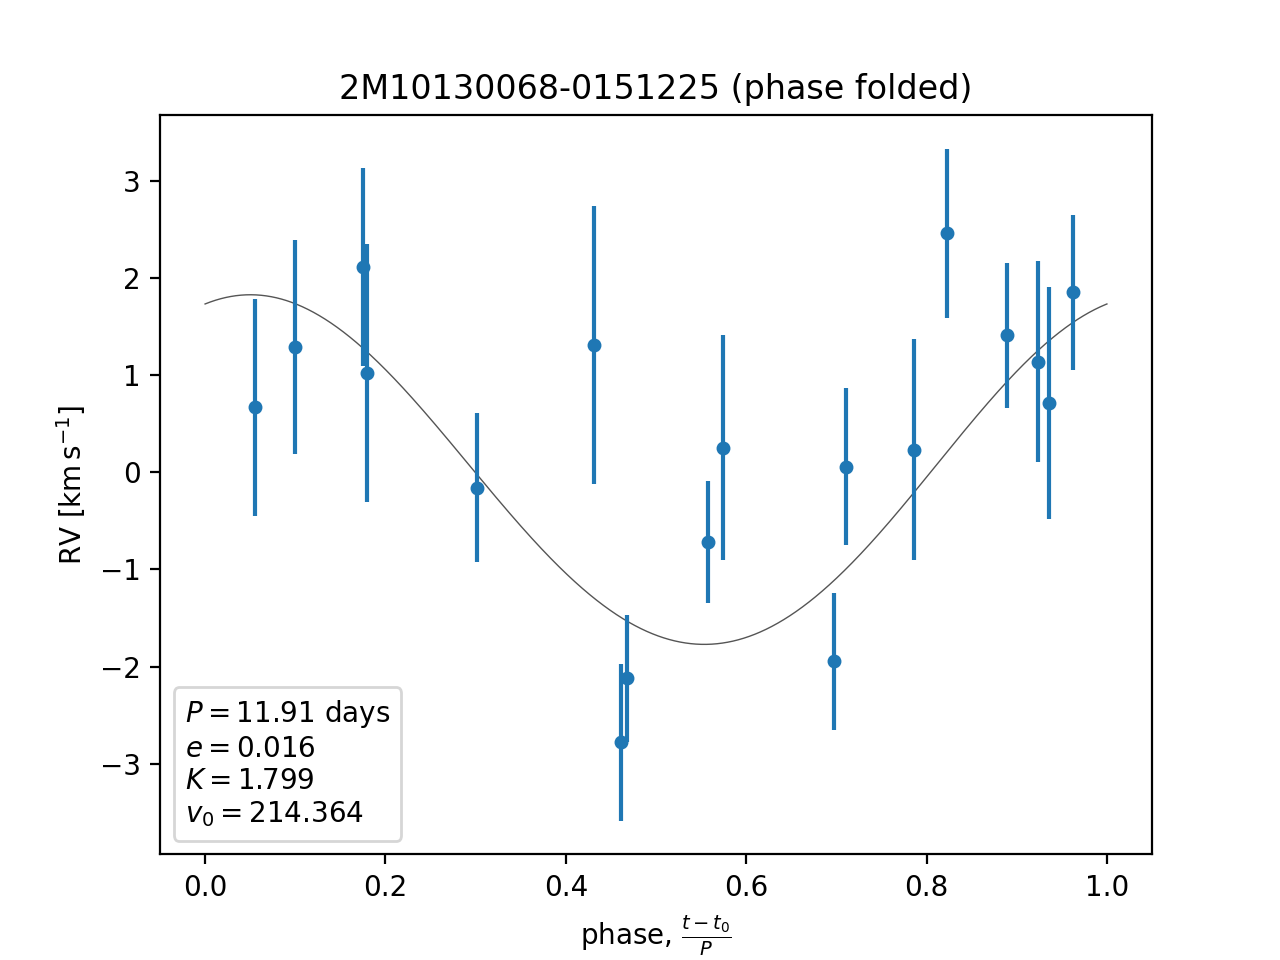 2M10130068-0151225 (phase folded)
RV [km s⁻¹]
3
2
1
0
−1
−2
−3
P = 11.91 days
e = 0.016
K = 1.799
v₀ = 214.364
0.0 0.2 0.4 0.6 0.8 1.0
phase, (t − t₀)/P